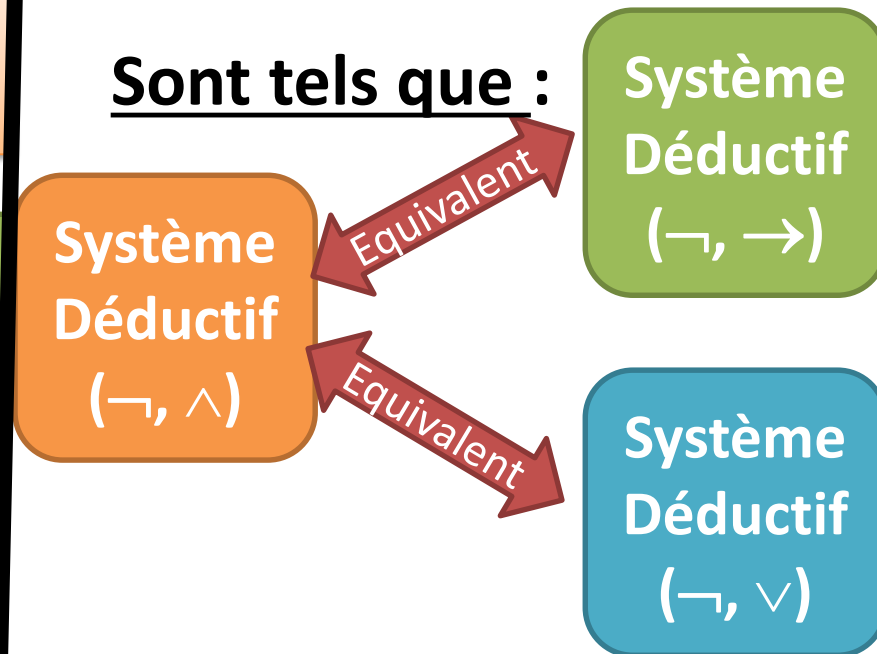 Sont tels que :
Système
Déductif
(¬, →)
Equivalent
Système
Déductif
(¬, ∧)
Equivalent
Système
Déductif
(¬, ∨)